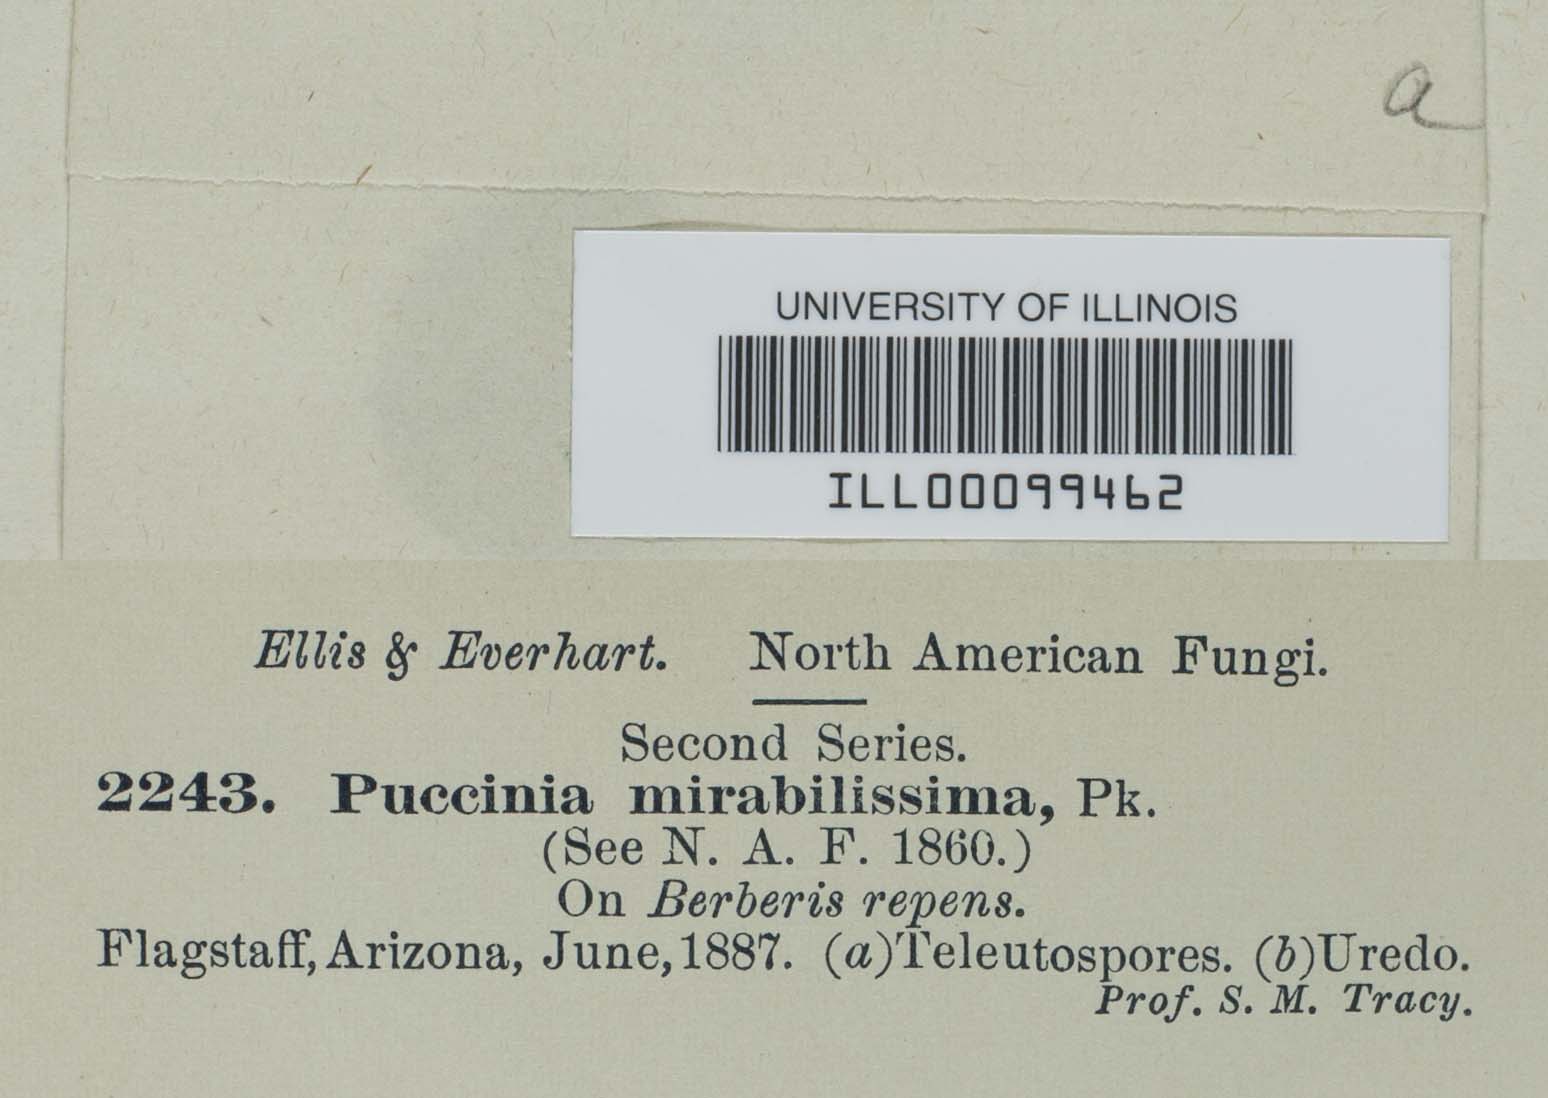 a
UNIVERSITY OF ILLINOIS
ILL00099462
Ellis & Everhart. North American Fungi.
Second Series.
2243. Puccinia mirabilissima, Pk.
(See N. A. F. 1860.)
On Berberis repens.
Flagstaff, Arizona, June, 1887. (a) Teleutospores. (b) Uredo.
Prof. S. M. Tracy.